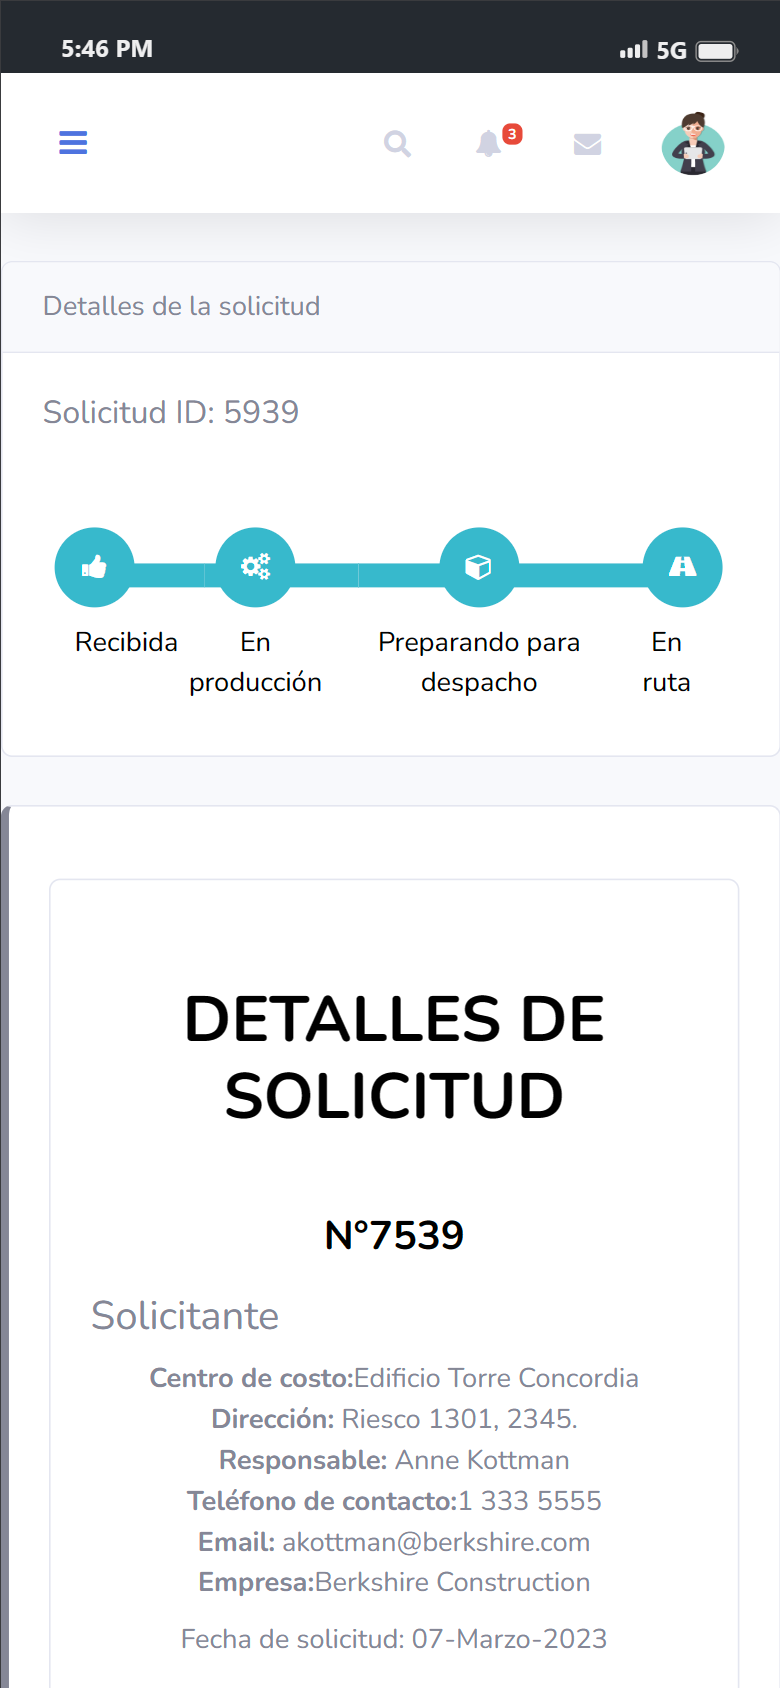 5:46 PM
5G
3
Detalles de la solicitud
Solicitud ID: 5939
Recibida
En
producción
Preparando para
despacho
En
ruta
DETALLES DE
SOLICITUD
N°7539
Solicitante
Centro de costo:Edificio Torre Concordia
Dirección: Riesco 1301, 2345.
Responsable: Anne Kottman
Teléfono de contacto:1 333 5555
Email: akottman@berkshire.com
Empresa:Berkshire Construction
Fecha de solicitud: 07-Marzo-2023